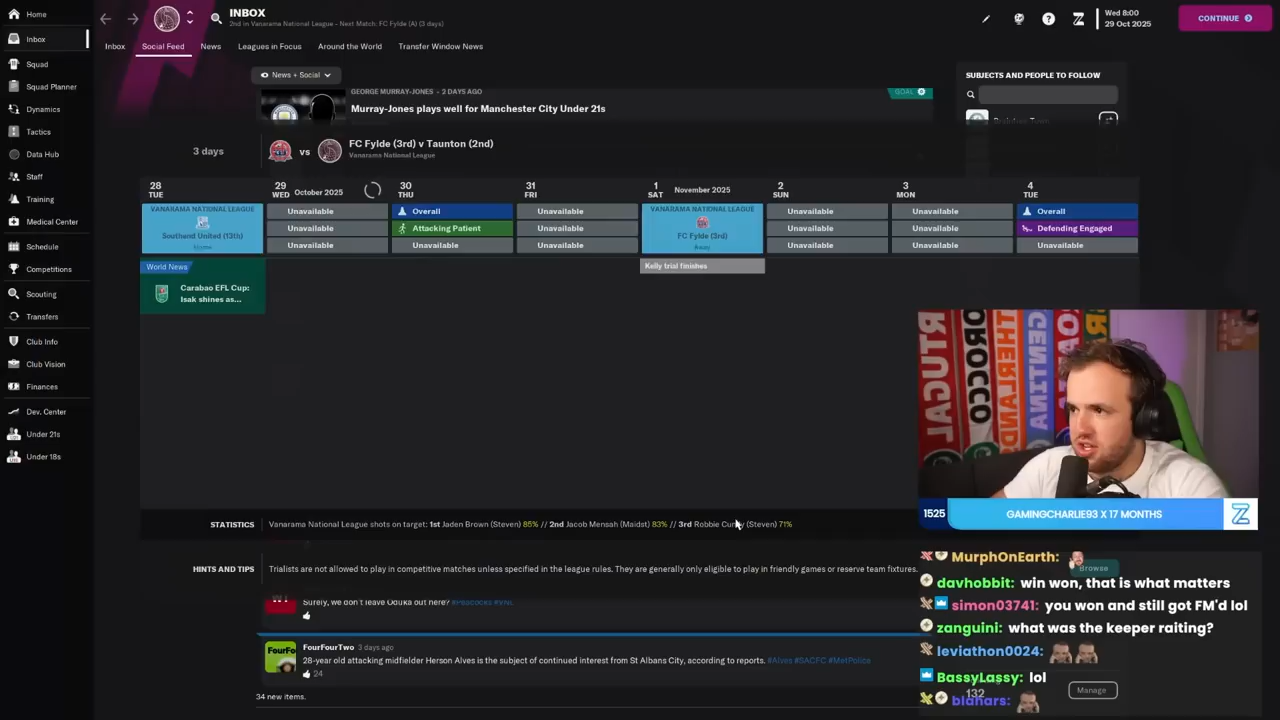 Home
INBOX
2nd in Vanarama National League - Next Match: FC Fylde (A) (3 days)
Wed 8:00
29 Oct 2025
CONTINUE
Inbox
Inbox
Social Feed
News
Leagues in Focus
Around the World
Transfer Window News
Squad
Squad Planner
Dynamics
Tactics
Data Hub
Staff
Training
Medical Center
Schedule
Competitions
Scouting
Transfers
Club Info
Club Vision
Finances
Dev. Center
Under 21s
Under 18s
News + Social
GEORGE MURRAY-JONES - 2 DAYS AGO
GOAL
Murray-Jones plays well for Manchester City Under 21s
SUBJECTS AND PEOPLE TO FOLLOW
3 days
vs
FC Fylde (3rd) v Taunton (2nd)
Vanarama National League
28
TUE
29
WED
October 2025
30
THU
31
FRI
1
SAT
November 2025
2
SUN
3
MON
4
TUE
VANARAMA NATIONAL LEAGUE
Southend United (13th)
Home
Unavailable
Unavailable
Unavailable
Overall
Attacking Patient
Unavailable
Unavailable
Unavailable
Unavailable
VANARAMA NATIONAL LEAGUE
FC Fylde (3rd)
Away
Unavailable
Unavailable
Unavailable
Unavailable
Unavailable
Unavailable
Overall
Defending Engaged
Unavailable
World News
Carabao EFL Cup:
Isak shines as...
Kelly trial finishes
STATISTICS
Vanarama National League shots on target: 1st Jaden Brown (Steven) 85% // 2nd Jacob Mensah (Maidst) 83% // 3rd Robbie (Steven) 71%
HINTS AND TIPS
Trialists are not allowed to play in competitive matches unless specified in the league rules. They are generally only eligible to play in friendly games or reserve team fixtures.
Surely, we don't leave Oduka out here? #Peacocks
FourFourTwo 3 days ago
28-year old attacking midfielder Herson Alves is the subject of continued interest from St Albans City, according to reports. #Alves #SACFC #MetPolice
24
34 new items.
PORTUGAL
MOROCCO
1525
GAMINGCHARLIE93 X 17 MONTHS
MurphOnEarth:
Browse
davhobbit: win won, that is what matters
simon03741: you won and still got FM'd lol
zanguini: what was the keeper raiting?
leviathon0024:
BassyLassy: lol
132
Manage
blahars: